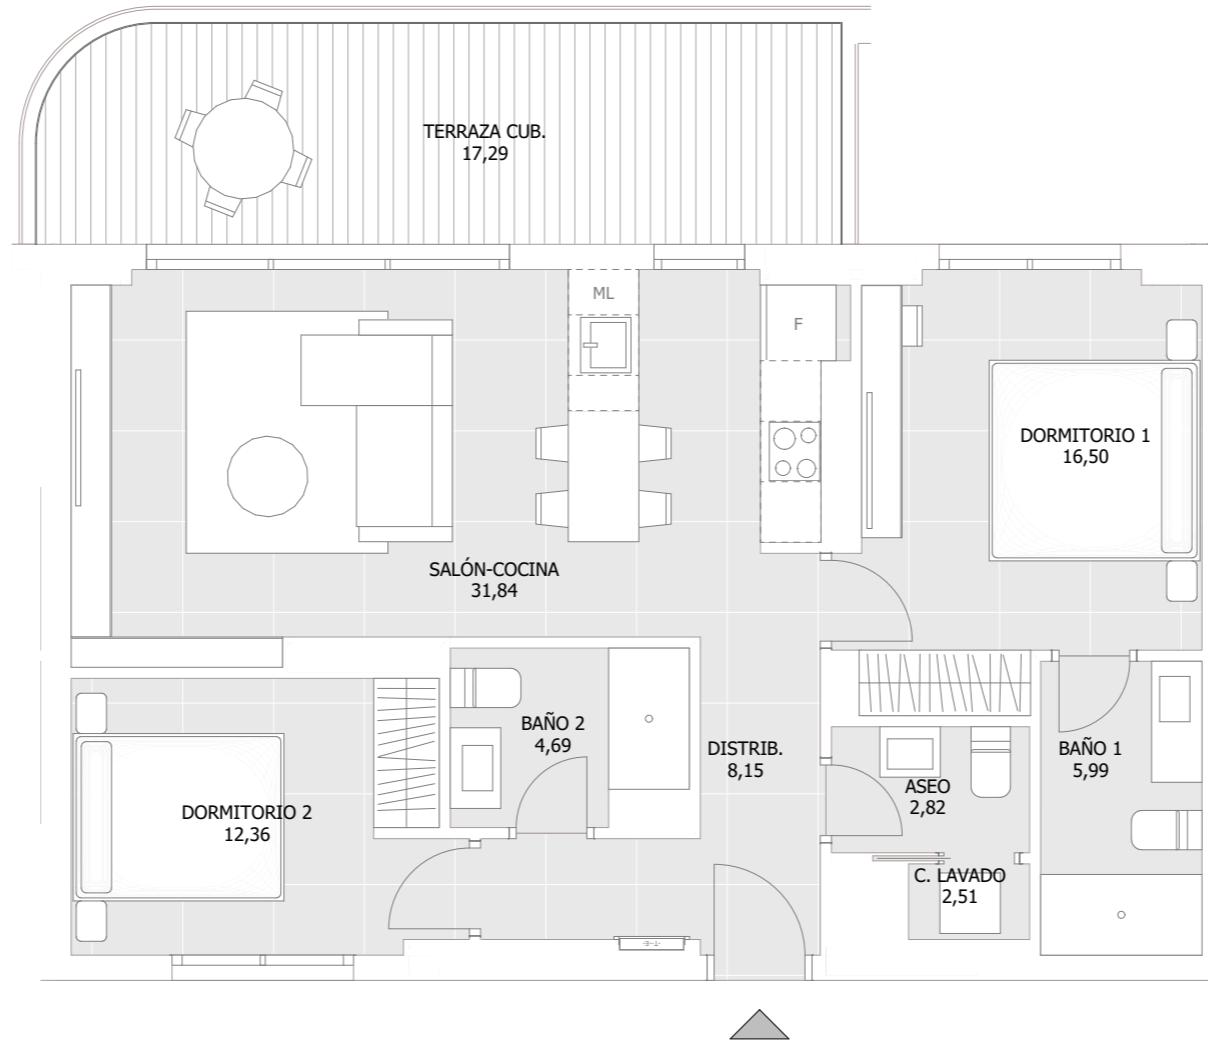 TERRAZA CUB.
17,29
ML
F
DORMITORIO 1
16,50
SALÓN-COCINA
31,84
BAÑO 2
4,69
DISTRIB.
8,15
BAÑO 1
5,99
ASEO
2,82
DORMITORIO 2
12,36
C. LAVADO
2,51
-T-E-